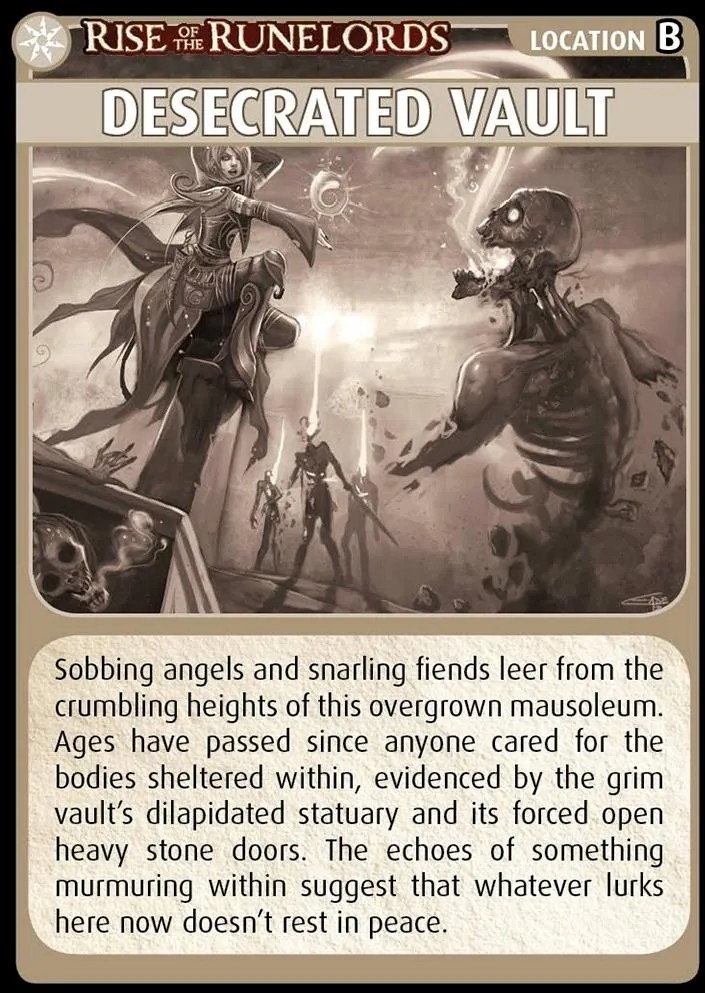 RISE OF THE RUNELORDS
LOCATION B
DESECRATED VAULT
Sobbing angels and snarling fiends leer from the
crumbling heights of this overgrown mausoleum.
Ages have passed since anyone cared for the
bodies sheltered within, evidenced by the grim
vault's dilapidated statuary and its forced open
heavy stone doors. The echoes of something
murmuring within suggest that whatever lurks
here now doesn't rest in peace.